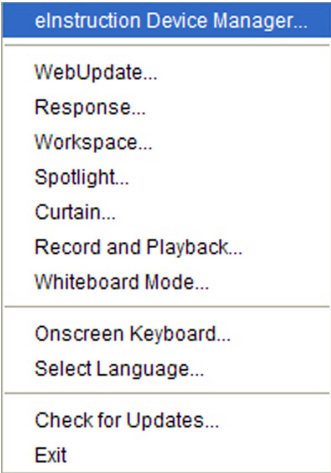 eInstruction Device Manager...
WebUpdate...
Response...
Workspace...
Spotlight...
Curtain...
Record and Playback...
Whiteboard Mode...
Onscreen Keyboard...
Select Language...
Check for Updates...
Exit